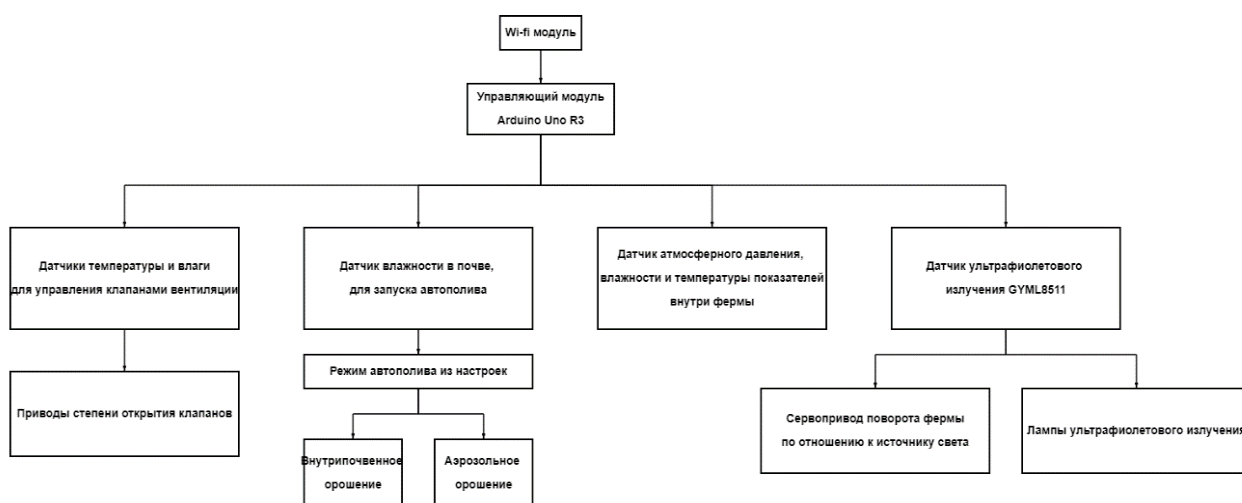 Wi-fi модуль
Управляющий модуль
Arduino Uno R3
Датчики температуры и влаги
для управления клапанами вентиляции
Датчик влажности в почве,
для запуска автополива
Датчик атмосферного давления,
влажности и температуры показателей
внутри фермы
Датчик ультрафиолетового
излучения GYML8511
Приводы степени открытия клапанов
Режим автополива из настроек
Внутрипочвенное
орошение
Аэрозольное
орошение
Сервопривод поворота фермы
по отношению к источнику света
Лампы ультрафиолетового излучения